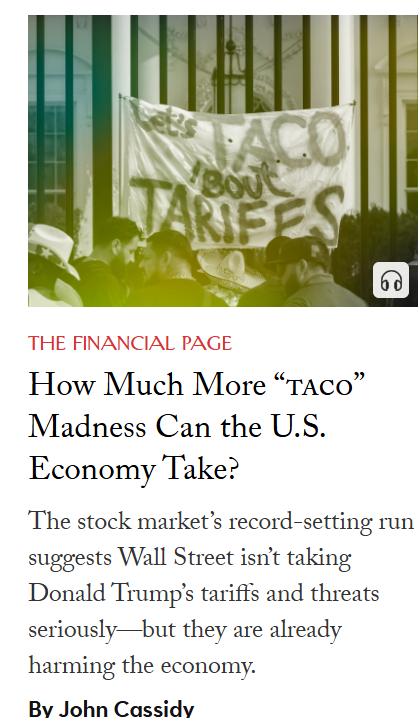 Let's TACO
'BOUT
TARIFFS
THE FINANCIAL PAGE
How Much More “TACO”
Madness Can the U.S.
Economy Take?
The stock market’s record-setting run
suggests Wall Street isn’t taking
Donald Trump’s tariffs and threats
seriously—but they are already
harming the economy.
By John Cassidy